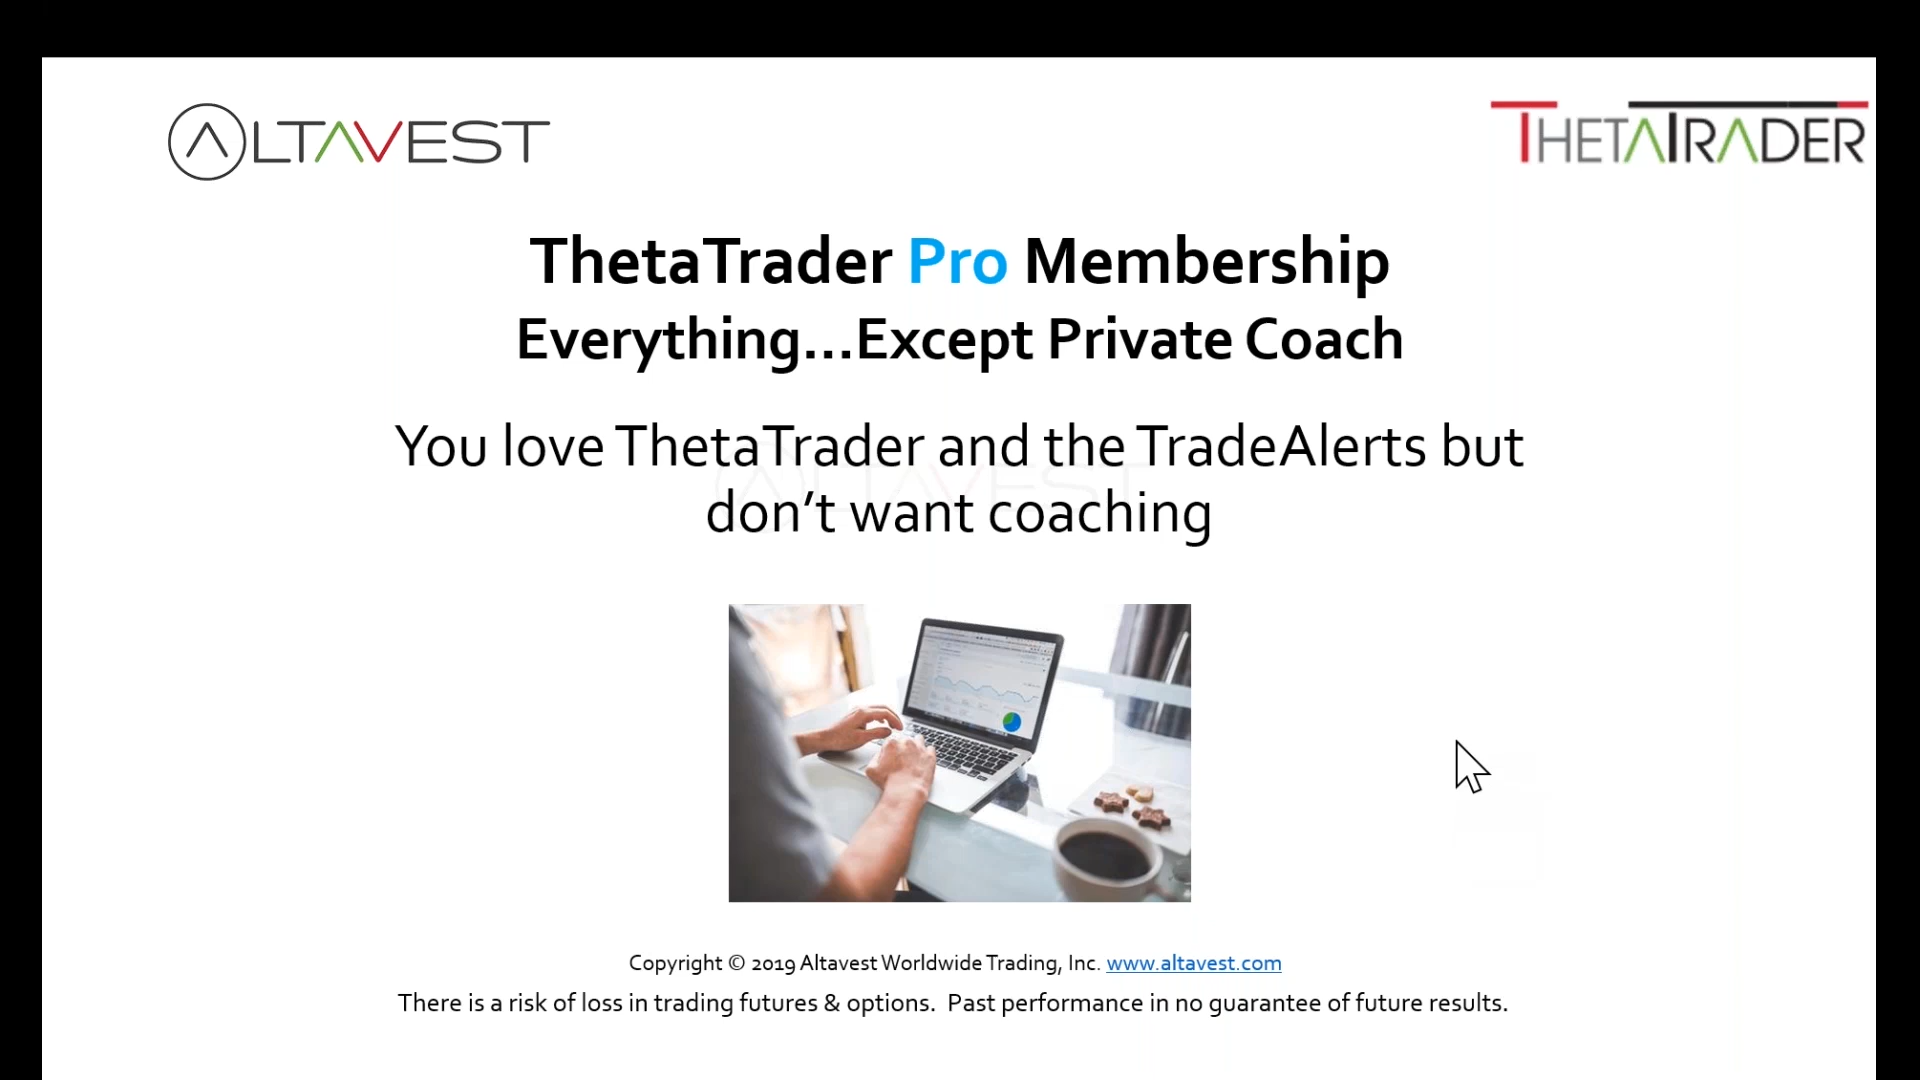 ALTAVEST
THETATRADER
ThetaTrader Pro Membership
Everything...Except Private Coach
You love ThetaTrader and the TradeAlerts but
don’t want coaching
ALTAVEST
Copyright © 2019 Altavest Worldwide Trading, Inc. www.altavest.com
There is a risk of loss in trading futures & options.  Past performance in no guarantee of future results.